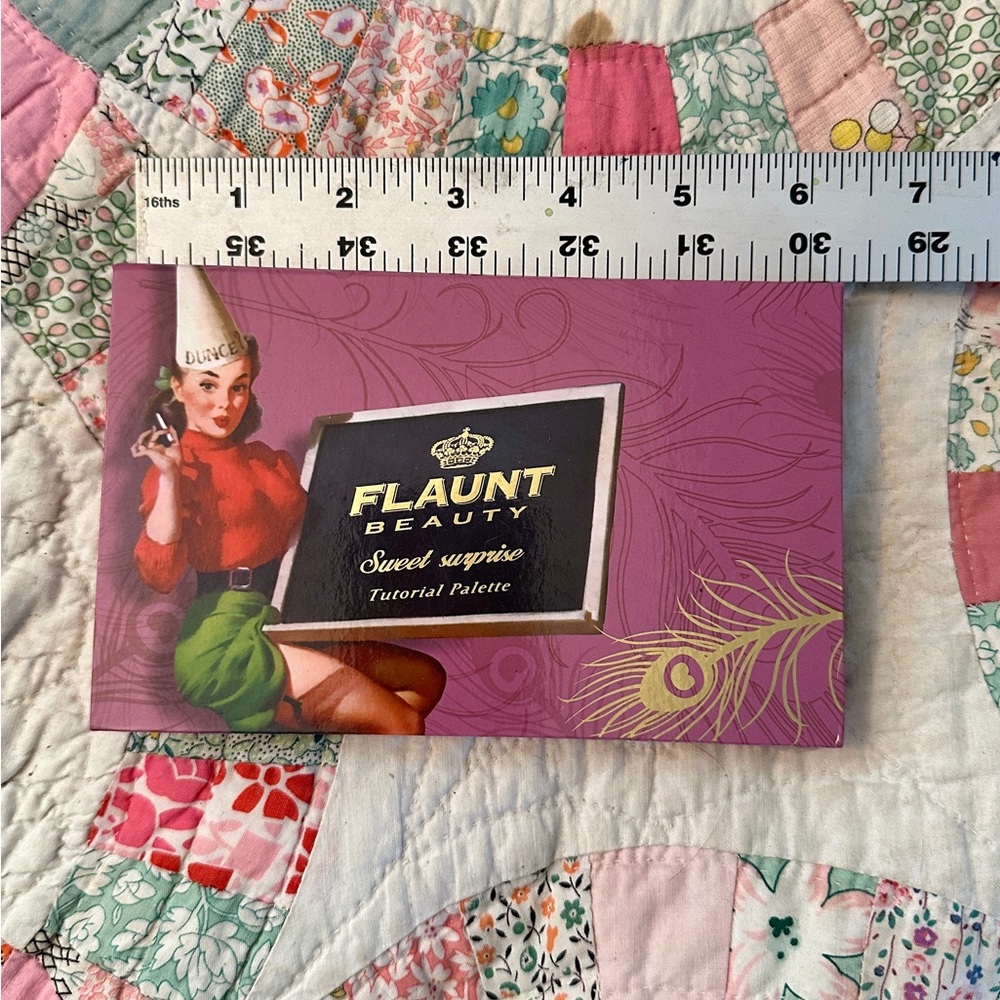 16ths 1 2 3 4 5 6 7
35 34 33 32 31 30 29
DUNCE
FLAUNT
BEAUTY
Sweet surprise
Tutorial Palette